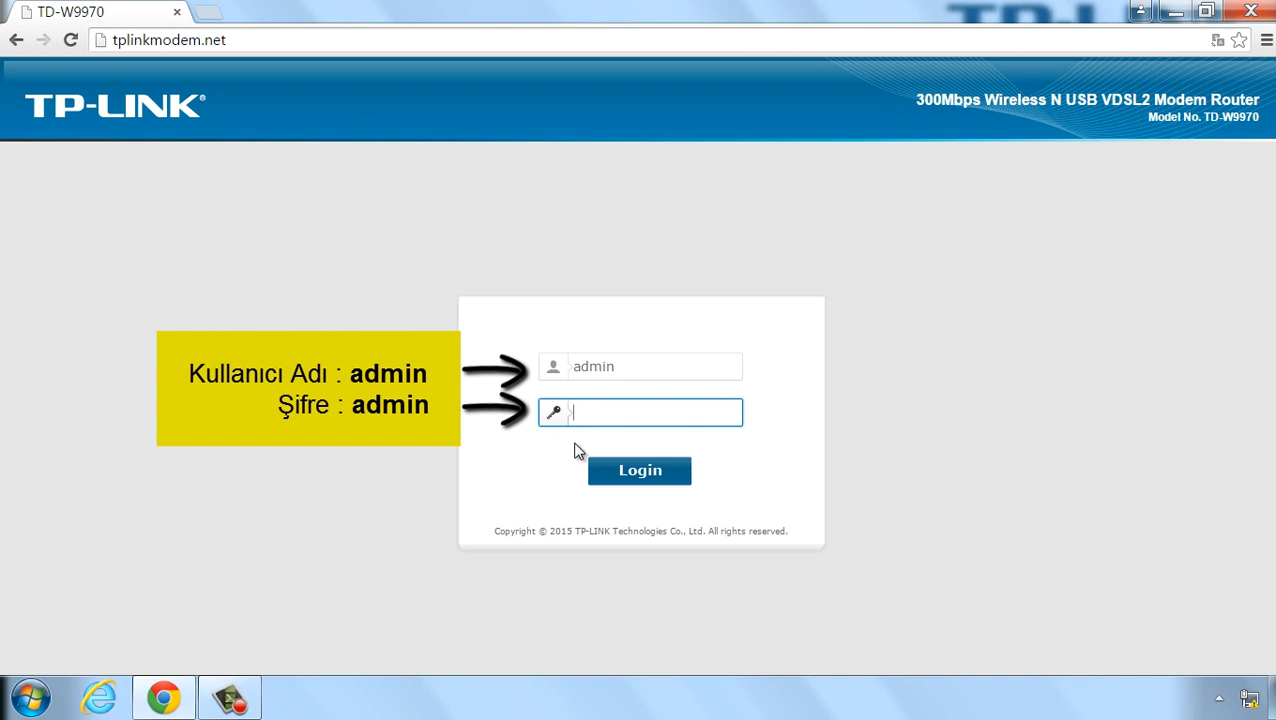 TD-W9970
tplinkmodem.net
TP-LINK®
300Mbps Wireless N USB VDSL2 Modem Router
Model No. TD-W9970
Kullanıcı Adı : admin
Şifre : admin
admin
Login
Copyright © 2015 TP-LINK Technologies Co., Ltd. All rights reserved.